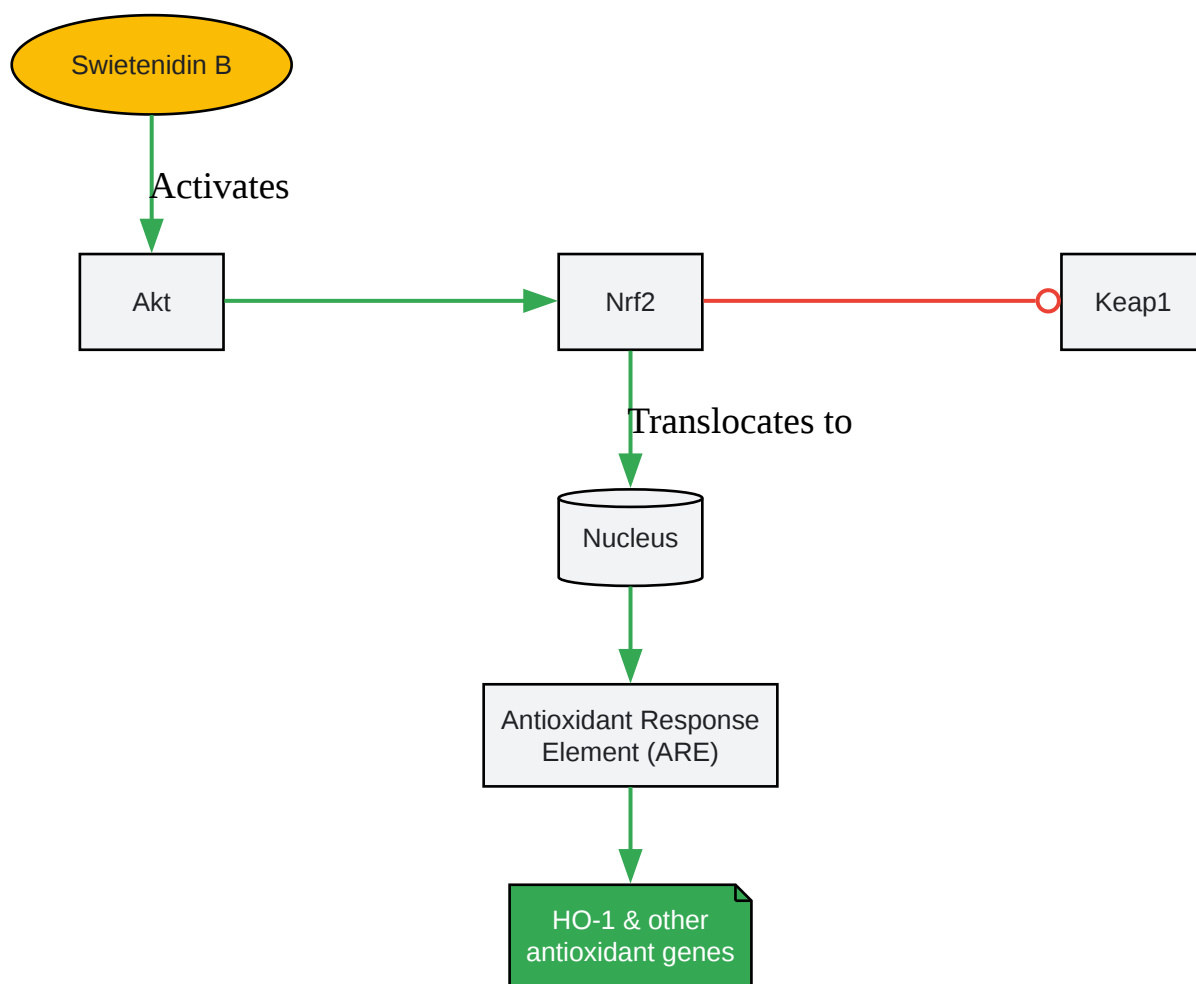 Swietenidin B
Activates
Akt
Nrf2
Keap1
Translocates to
Nucleus
Antioxidant Response
Element (ARE)
HO-1 & other
antioxidant genes